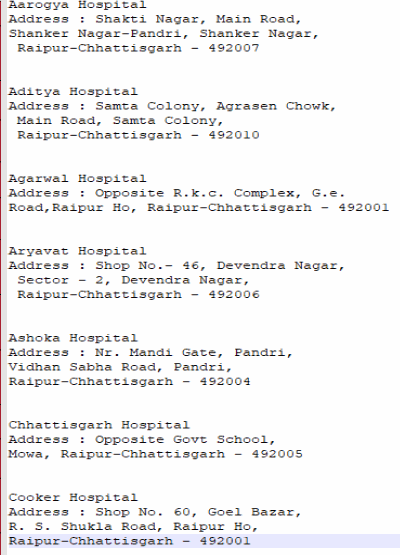 Aarogya Hospital
Address : Shakti Nagar, Main Road,
Shanker Nagar-Pandri, Shanker Nagar,
Raipur-Chhattisgarh - 492007
Aditya Hospital
Address : Samta Colony, Agrasen Chowk,
Main Road, Samta Colony,
Raipur-Chhattisgarh - 492010
Agarwal Hospital
Address : Opposite R.k.c. Complex, G.e.
Road,Raipur Ho, Raipur-Chhattisgarh - 492001
Aryavat Hospital
Address : Shop No.- 46, Devendra Nagar,
Sector - 2, Devendra Nagar,
Raipur-Chhattisgarh - 492006
Ashoka Hospital
Address : Nr. Mandi Gate, Pandri,
Vidhan Sabha Road, Pandri,
Raipur-Chhattisgarh - 492004
Chhattisgarh Hospital
Address : Opposite Govt School,
Mowa, Raipur-Chhattisgarh - 492005
Cooker Hospital
Address : Shop No. 60, Goel Bazar,
R. S. Shukla Road, Raipur Ho,
Raipur-Chhattisgarh - 492001